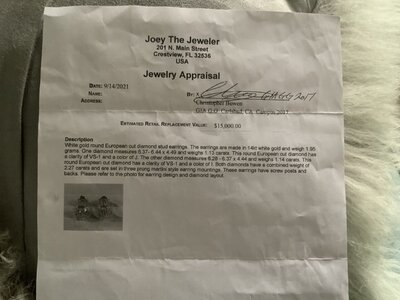 Joey The Jeweler
201 N. Main Street
Crestview, FL 32536
USA
Jewelry Appraisal
DATE: 9/14/2021
BY: GIA GG 2017
NAME: Christopher Bowen
ADDRESS: GIA G.G. Carlsbad, CA. Campus 2017
ESTIMATED RETAIL REPLACEMENT VALUE: $15,000.00
Description
White gold round European cut diamond stud earrings. The earrings are made in 14k white gold and weigh 1.95
grams. One diamond measures 6.37- 6.44 x 4.49 and weighs 1.13 carats. This round European cut diamond has
a clarity of VS-1 and a color of J. The other diamond measures 6.28 - 6.37 x 4.44 and weighs 1.14 carats. This
round European cut diamond has a clarity of VS-1 and a color of J. Both diamonds have a combined weight of
2.27 carats and are set in three prong martini style earring mountings. These earrings have screw posts and
backs. Please refer to the photo for earring design and diamond layout.